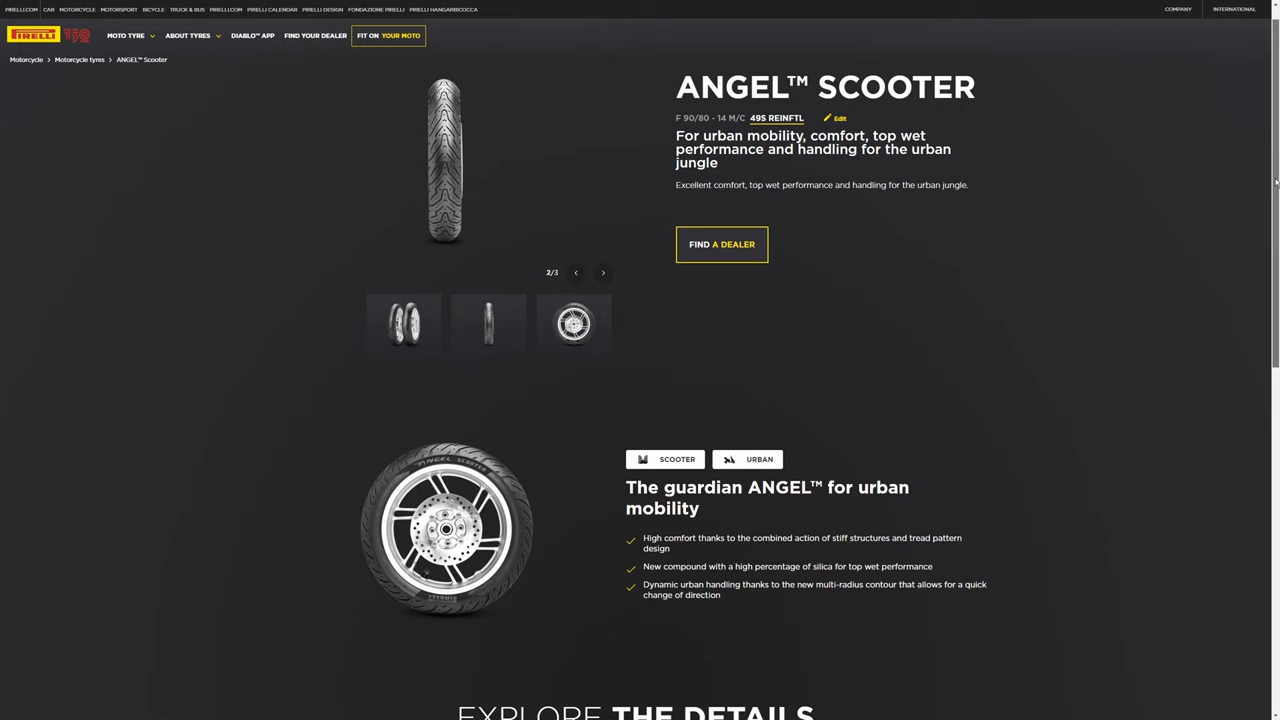 PIRELLI.COM CAR MOTORCYCLE MOTORSPORT BICYCLE TRUCK & BUS PIRELLI.COM PIRELLI CALENDAR PIRELLI DESIGN FONDAZIONE PIRELLI PIRELLI HANGARBICOCCA COMPANY INTERNATIONAL
PIRELLI 150 MOTO TYRE ABOUT TYRES DIABLO™ APP FIND YOUR DEALER FIT ON YOUR MOTO
Motorcycle > Motorcycle tyres > ANGEL™ Scooter
ANGEL™ SCOOTER
F 90/80 - 14 M/C 49S REINFTL Edit
For urban mobility, comfort, top wet
performance and handling for the urban
jungle
Excellent comfort, top wet performance and handling for the urban jungle.
FIND A DEALER
2/3
ANGEL SCOOTER
SCOOTER URBAN
The guardian ANGEL™ for urban
mobility
High comfort thanks to the combined action of stiff structures and tread pattern
design
New compound with a high percentage of silica for top wet performance
Dynamic urban handling thanks to the new multi-radius contour that allows for a quick
change of direction
EXPLORE THE DETAILS